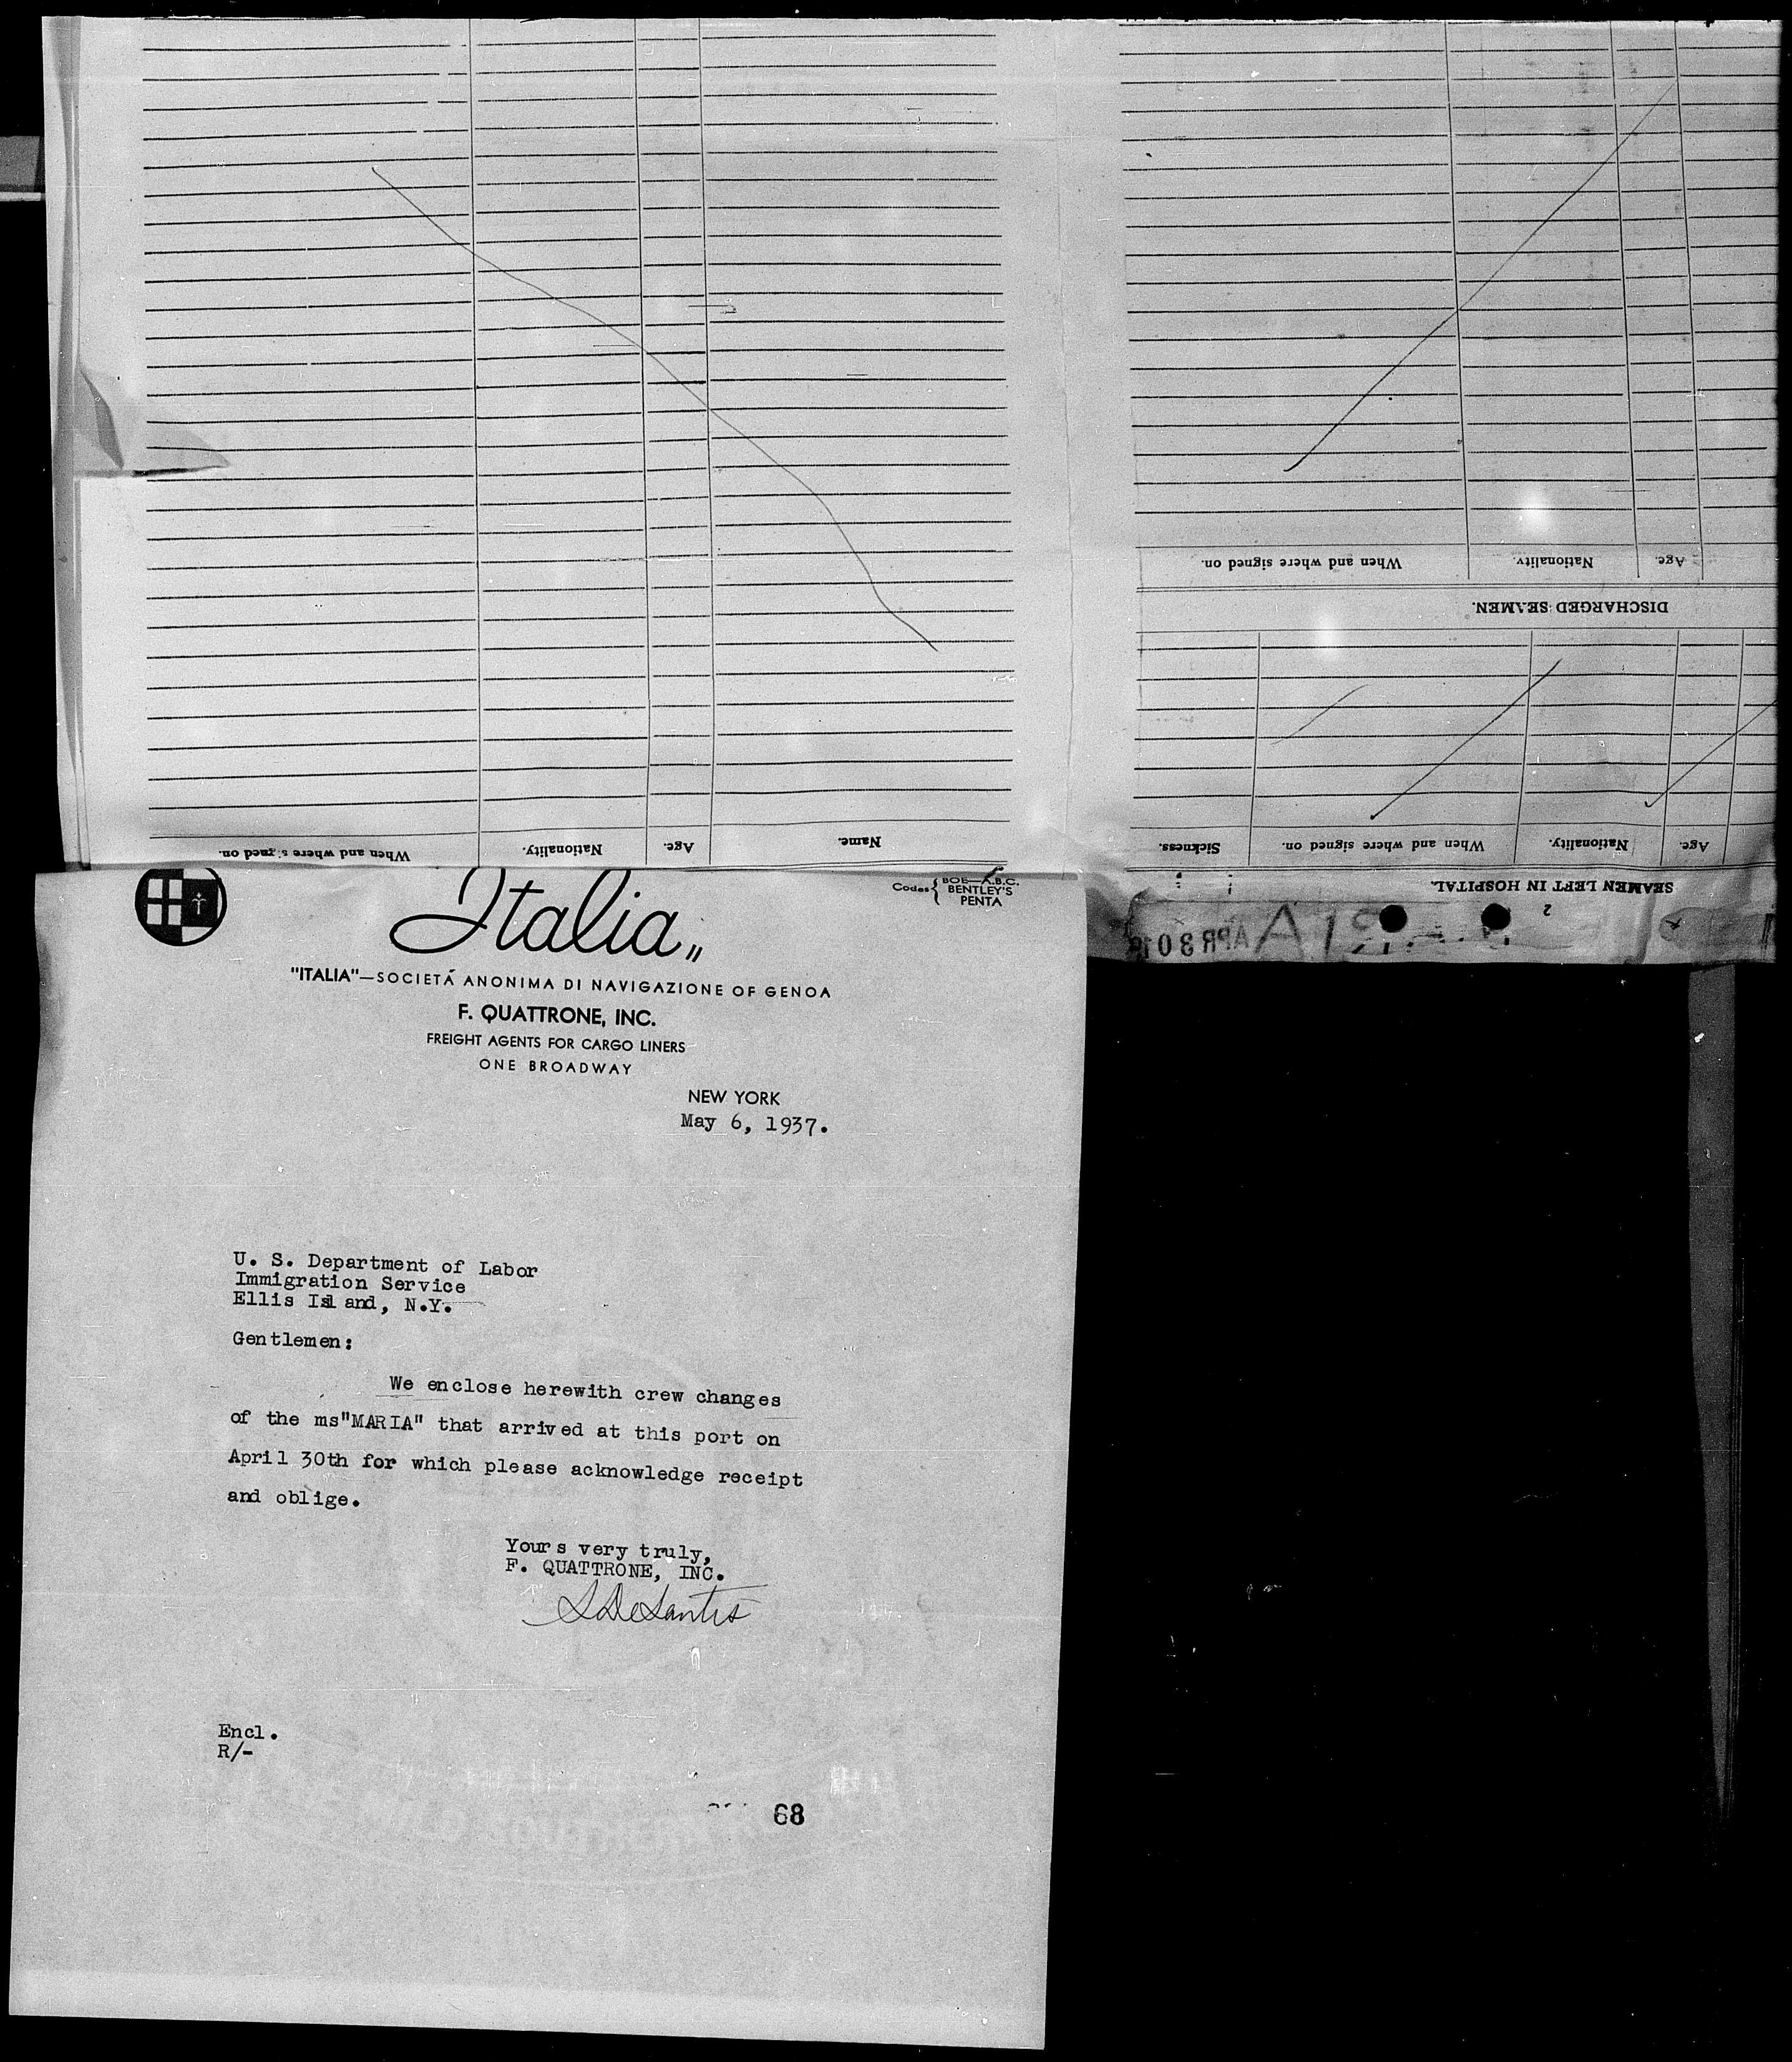 When and where signed on.
Nationality.
Age.
Name.
When and where signed on.
Nationality.
Age.
DISCHARGED SEAMEN.
Sickness.
When and where signed on.
Nationality.
Age.
SEAMEN LEFT IN HOSPITAL.
2
APR 30
Italia„
Codes { BOE—A.B.C.
BENTLEY'S
PENTA
"ITALIA"—SOCIETÁ ANONIMA DI NAVIGAZIONE OF GENOA
F. QUATTRONE, INC.
FREIGHT AGENTS FOR CARGO LINERS
ONE BROADWAY
NEW YORK
May 6, 1937.
U. S. Department of Labor
Immigration Service
Ellis Island, N.Y.
Gentlemen:
We enclose herewith crew changes
of the ms"MARIA" that arrived at this port on
April 30th for which please acknowledge receipt
and oblige.
Yours very truly,
F. QUATTRONE, INC.
S DeSantis
Encl.
R/-
68